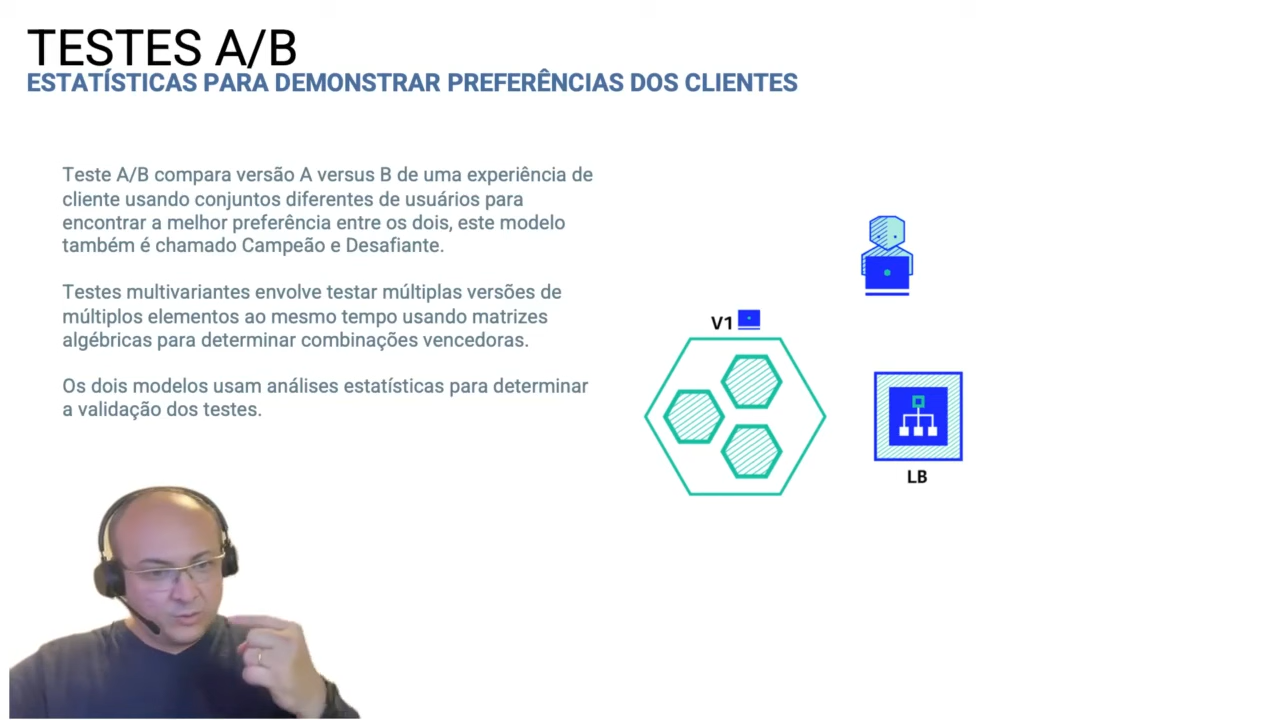 TESTES A/B
ESTATÍSTICAS PARA DEMONSTRAR PREFERÊNCIAS DOS CLIENTES
Teste A/B compara versão A versus B de uma experiência de
cliente usando conjuntos diferentes de usuários para
encontrar a melhor preferência entre os dois, este modelo
também é chamado Campeão e Desafiante.
Testes multivariantes envolve testar múltiplas versões de
múltiplos elementos ao mesmo tempo usando matrizes
algébricas para determinar combinações vencedoras.
Os dois modelos usam análises estatísticas para determinar
a validação dos testes.
V1
LB